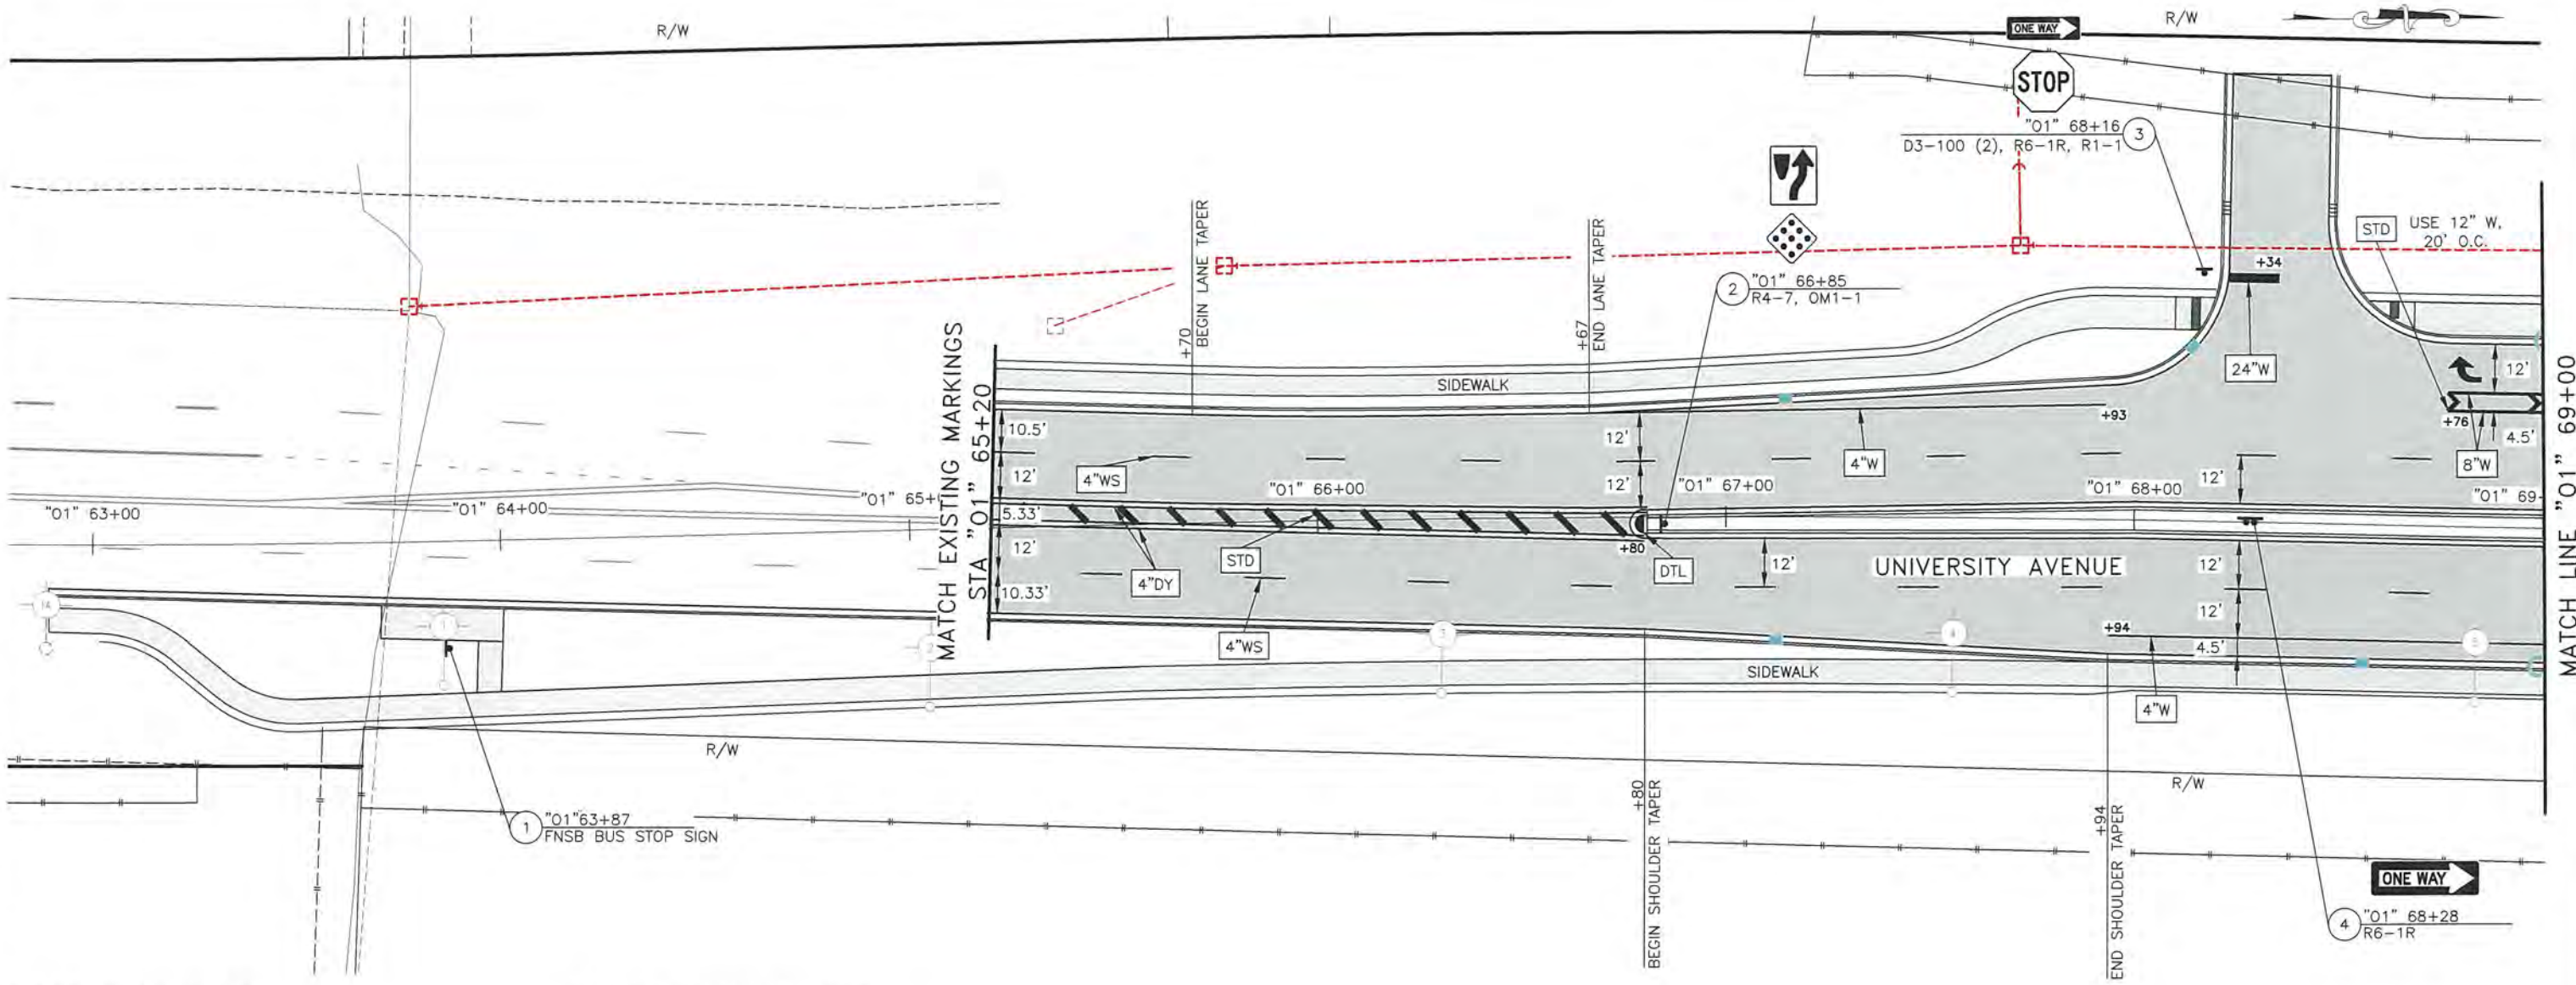 R/W
ONE WAY
R/W
STOP
"01" 68+16
3
D3-100 (2), R6-1R, R1-1
STD
USE 12" W,
20' O.C.
+34
2
"01" 66+85
R4-7, OM1-1
+70
BEGIN LANE TAPER
+67
END LANE TAPER
SIDEWALK
24"W
12'
+93
+76
4.5'
8"W
MATCH EXISTING MARKINGS
STA "01" 65+20
10.5'
12'
5.33'
12'
10.33'
4"WS
12'
12'
4"W
12'
"01" 63+00
"01" 64+00
"01" 65+
"01" 66+00
"01" 67+00
"01" 68+00
"01" 69-
STD
4"DY
4"WS
+80
DTL
12'
UNIVERSITY AVENUE
12'
12'
4.5'
+94
4"W
14
1
2
3
4
5
SIDEWALK
MATCH LINE "01" 69+00
R/W
R/W
1
"01"63+87
FNSB BUS STOP SIGN
+80
BEGIN SHOULDER TAPER
+94
END SHOULDER TAPER
ONE WAY
4
"01" 68+28
R6-1R